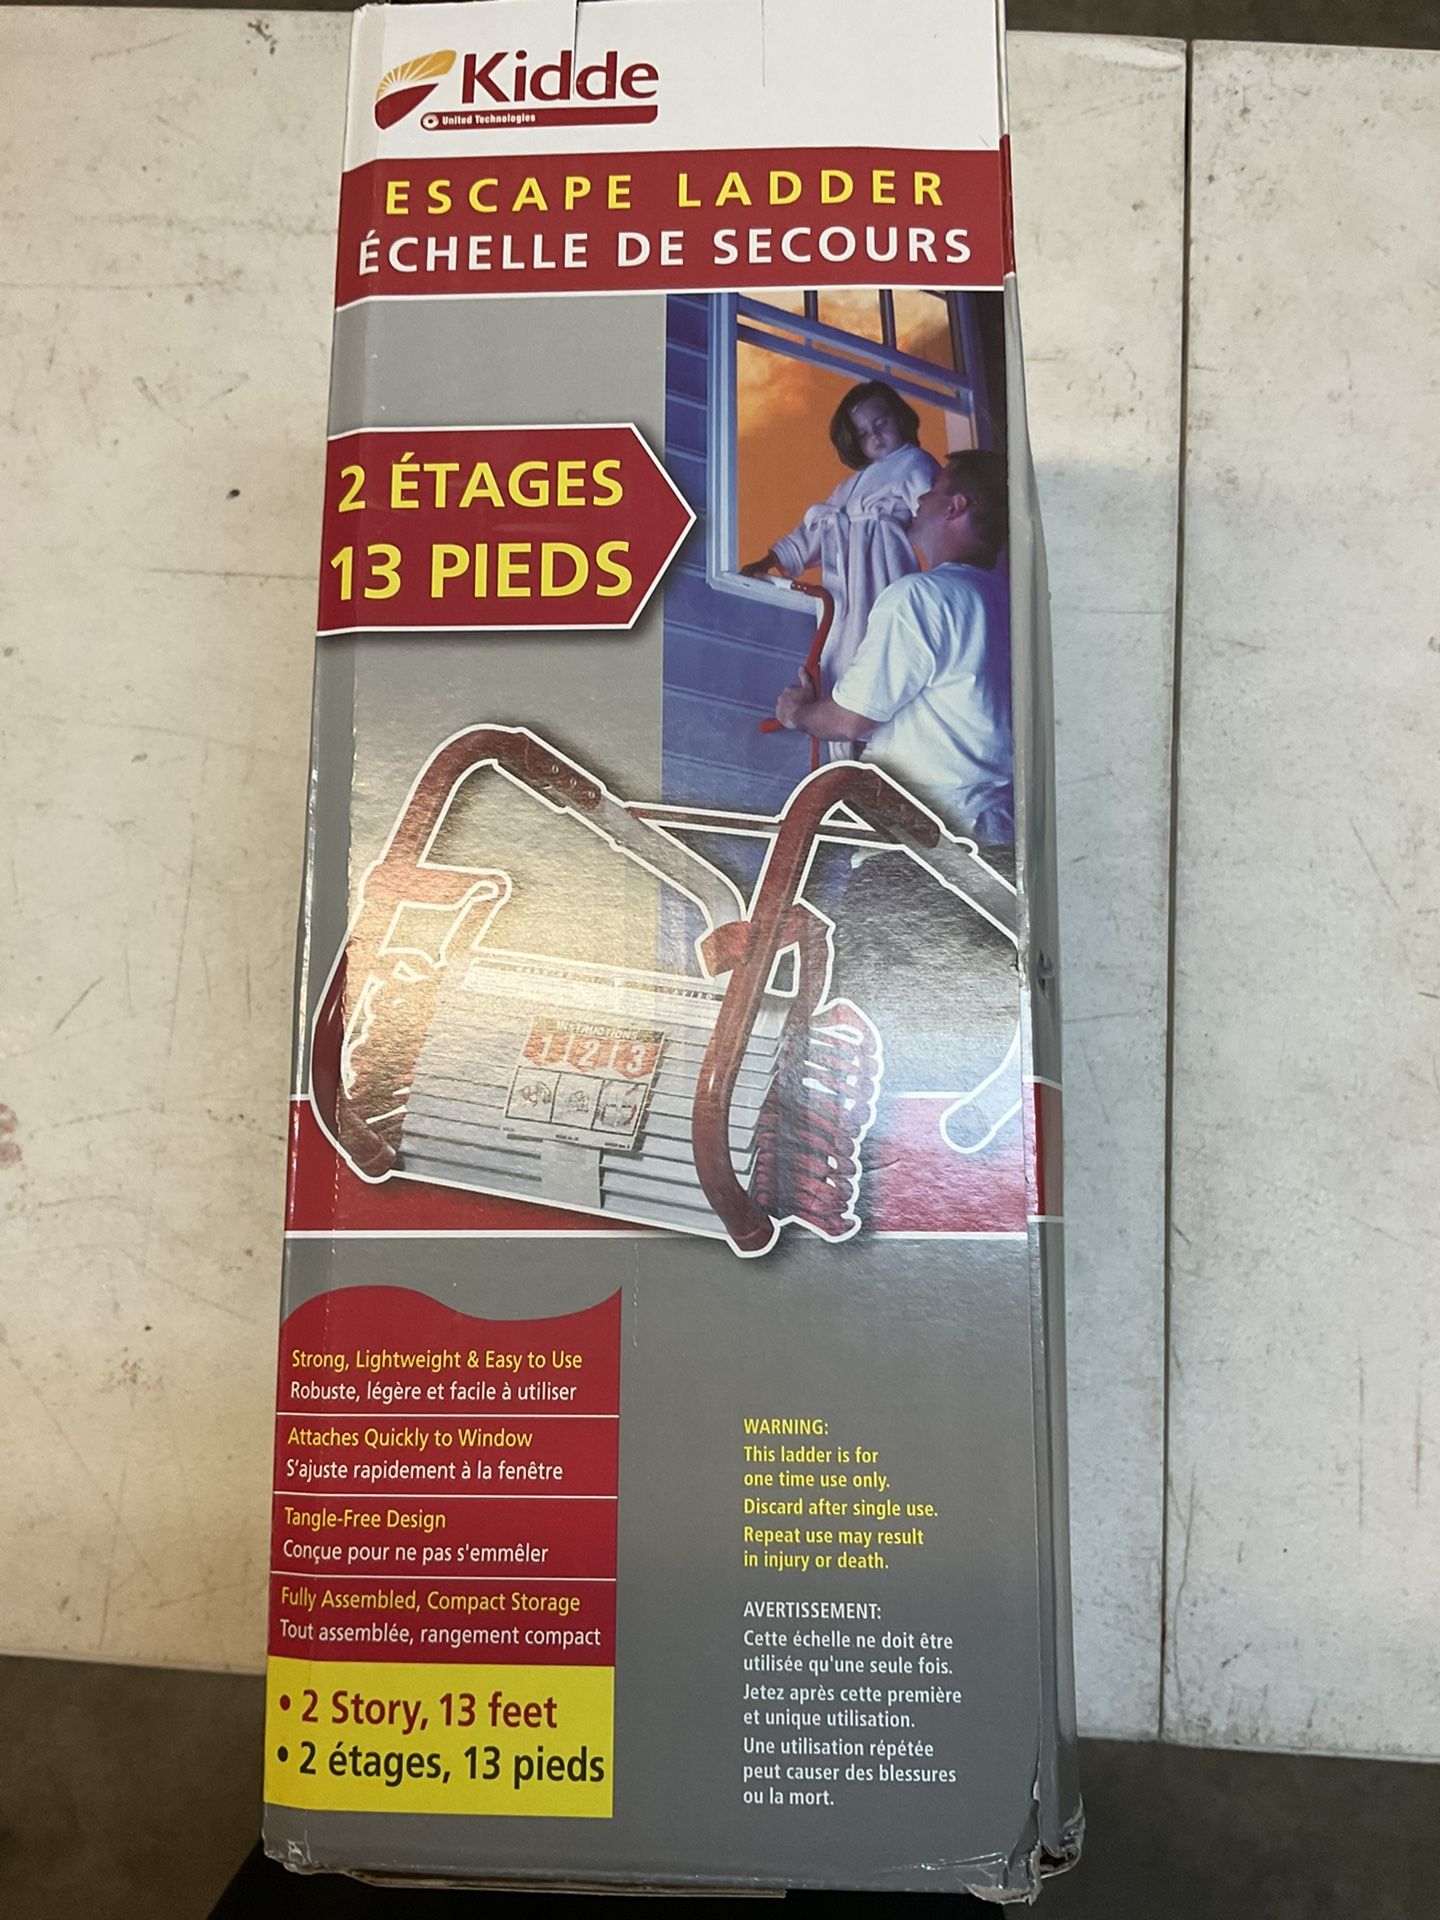 Kidde
United Technologies
ESCAPE LADDER
ÉCHELLE DE SECOURS
2 ÉTAGES
13 PIEDS
INSTRUCTIONS
1 2 3
Strong, Lightweight & Easy to Use
Robuste, légère et facile à utiliser
Attaches Quickly to Window
S'ajuste rapidement à la fenêtre
Tangle-Free Design
Conçue pour ne pas s'emmêler
Fully Assembled, Compact Storage
Tout assemblée, rangement compact
• 2 Story, 13 feet
• 2 étages, 13 pieds
WARNING:
This ladder is for
one time use only.
Discard after single use.
Repeat use may result
in injury or death.
AVERTISSEMENT:
Cette échelle ne doit être
utilisée qu'une seule fois.
Jetez après cette première
et unique utilisation.
Une utilisation répétée
peut causer des blessures
ou la mort.